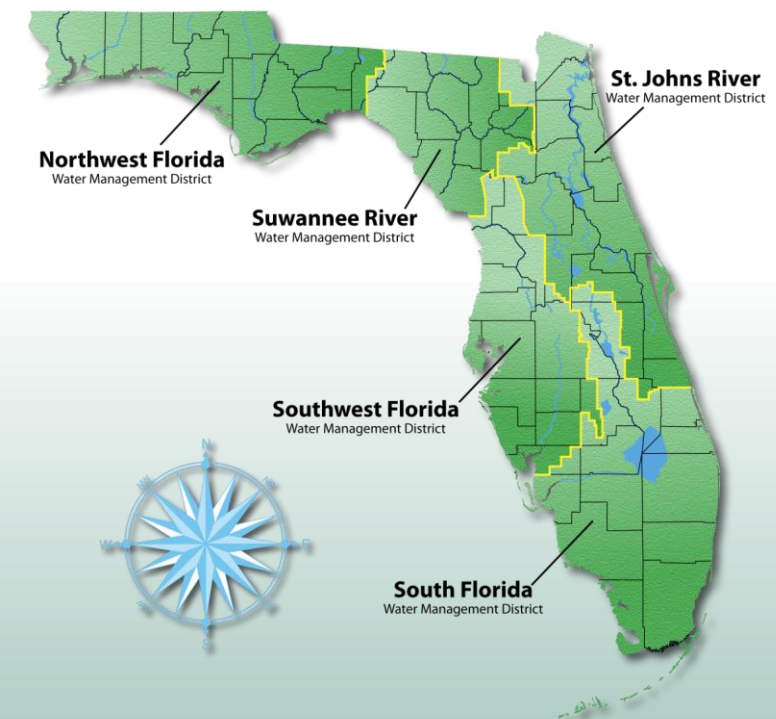 St. Johns River
Water Management District
Northwest Florida
Water Management District
Suwannee River
Water Management District
Southwest Florida
Water Management District
South Florida
Water Management District
N
W
E
S